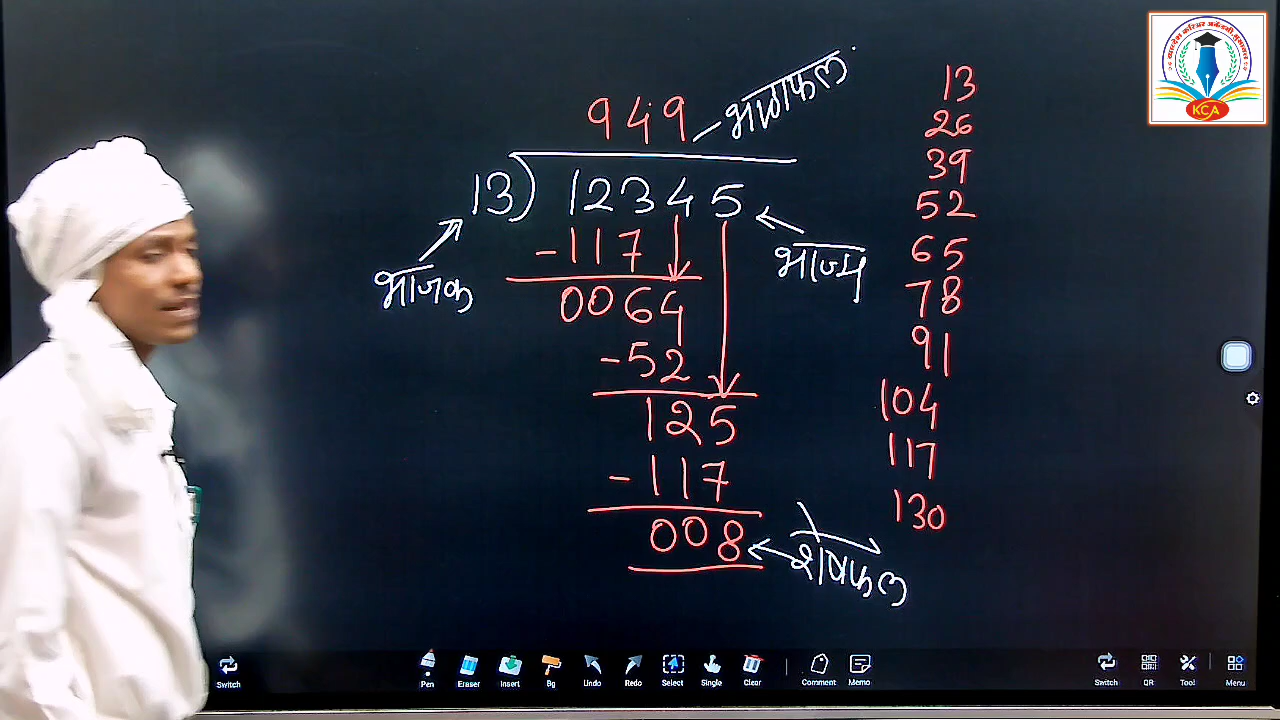 949
भागफल
13) 12345
-117
भाजक
भाज्य
0064
-52
125
-117
008
शेषफल
13
26
39
52
65
78
91
104
117
130
KCA
Switch
Pen
Eraser
Insert
Bg
Undo
Redo
Select
Single
Clear
Comment
Memo
Switch
QR
Tool
Menu